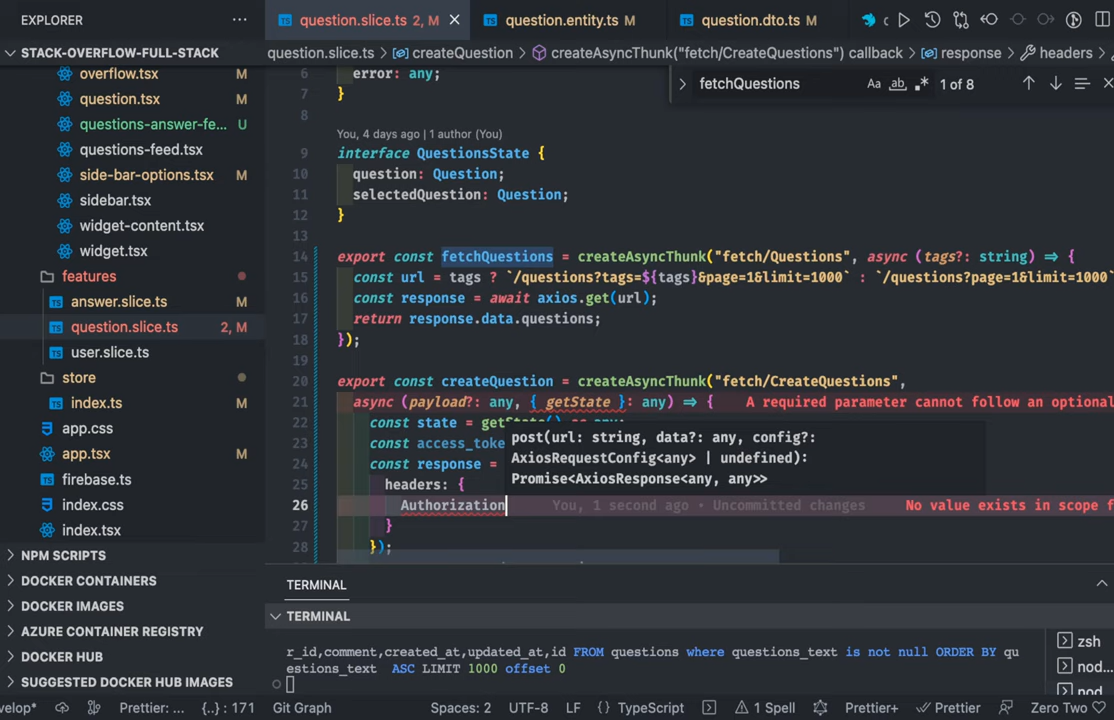 EXPLORER
question.slice.ts 2, M
question.entity.ts M
question.dto.ts M
STACK-OVERFLOW-FULL-STACK
question.slice.ts > createQuestion > createAsyncThunk("fetch/CreateQuestions") callback > response > headers >
overflow.tsx M
question.tsx M
questions-answer-fe... U
questions-feed.tsx
side-bar-options.tsx M
sidebar.tsx
widget-content.tsx
widget.tsx
features
answer.slice.ts M
question.slice.ts 2, M
user.slice.ts
store
index.ts M
app.css
app.tsx M
firebase.ts
index.css
index.tsx
NPM SCRIPTS
DOCKER CONTAINERS
DOCKER IMAGES
AZURE CONTAINER REGISTRY
DOCKER HUB
SUGGESTED DOCKER HUB IMAGES
fetchQuestions Aa ab 1 of 8
6 error: any;
7 }
8
You, 4 days ago | 1 author (You)
9 interface QuestionsState {
10 question: Question;
11 selectedQuestion: Question;
12 }
13
14 export const fetchQuestions = createAsyncThunk("fetch/Questions", async (tags?: string) => {
15 const url = tags ? `/questions?tags=${tags}&page=1&limit=1000` : `/questions?page=1&limit=1000`
16 const response = await axios.get(url);
17 return response.data.questions;
18 });
19
20 export const createQuestion = createAsyncThunk("fetch/CreateQuestions",
21 async (payload?: any, { getState }: any) => { A required parameter cannot follow an optional
22 const state = getState() as any;
23 const access_toke
24 const response =
post(url: string, data?: any, config?:
AxiosRequestConfig<any> | undefined):
Promise<AxiosResponse<any, any>>
25 headers: {
26 Authorization You, 1 second ago • Uncommitted changes No value exists in scope f
27 }
28 });
TERMINAL
TERMINAL
r_id,comment,created_at,updated_at,id FROM questions where questions_text is not null ORDER BY qu
estions_text ASC LIMIT 1000 offset 0
zsh
nod...
nod...
velop* Prettier: ... {..} : 171 Git Graph Spaces: 2 UTF-8 LF {} TypeScript 1 Spell Prettier+ Prettier Zero Two